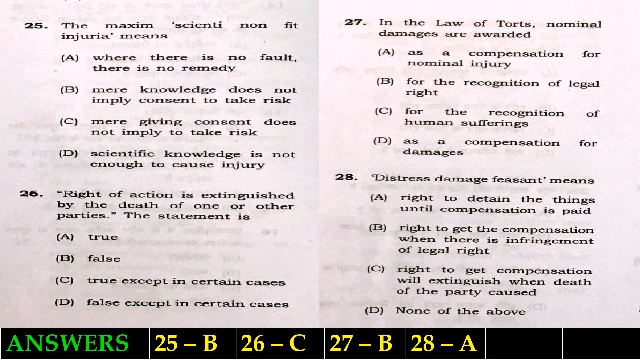 25. The maxim 'scienti non fit
injuria' means
(A) where there is no fault,
there is no remedy
(B) mere knowledge does not
imply consent to take risk
(C) mere giving consent does
not imply to take risk
(D) scientific knowledge is not
enough to cause injury
26. "Right of action is extinguished
by the death of one or other
parties." The statement is
(A) true
(B) false
(C) true except in certain cases
(D) false except in certain cases
27. In the Law of Torts, nominal
damages are awarded
(A) as a compensation for
nominal injury
(B) for the recognition of legal
right
(C) for the recognition of
human sufferings
(D) as a compensation for
damages
28. 'Distress damage feasant' means
(A) right to detain the things
until compensation is paid
(B) right to get the compensation
when there is infringement
of legal right
(C) right to get compensation
will extinguish when death
of the party caused
(D) None of the above
ANSWERS 25 – B 26 – C 27 – B 28 – A